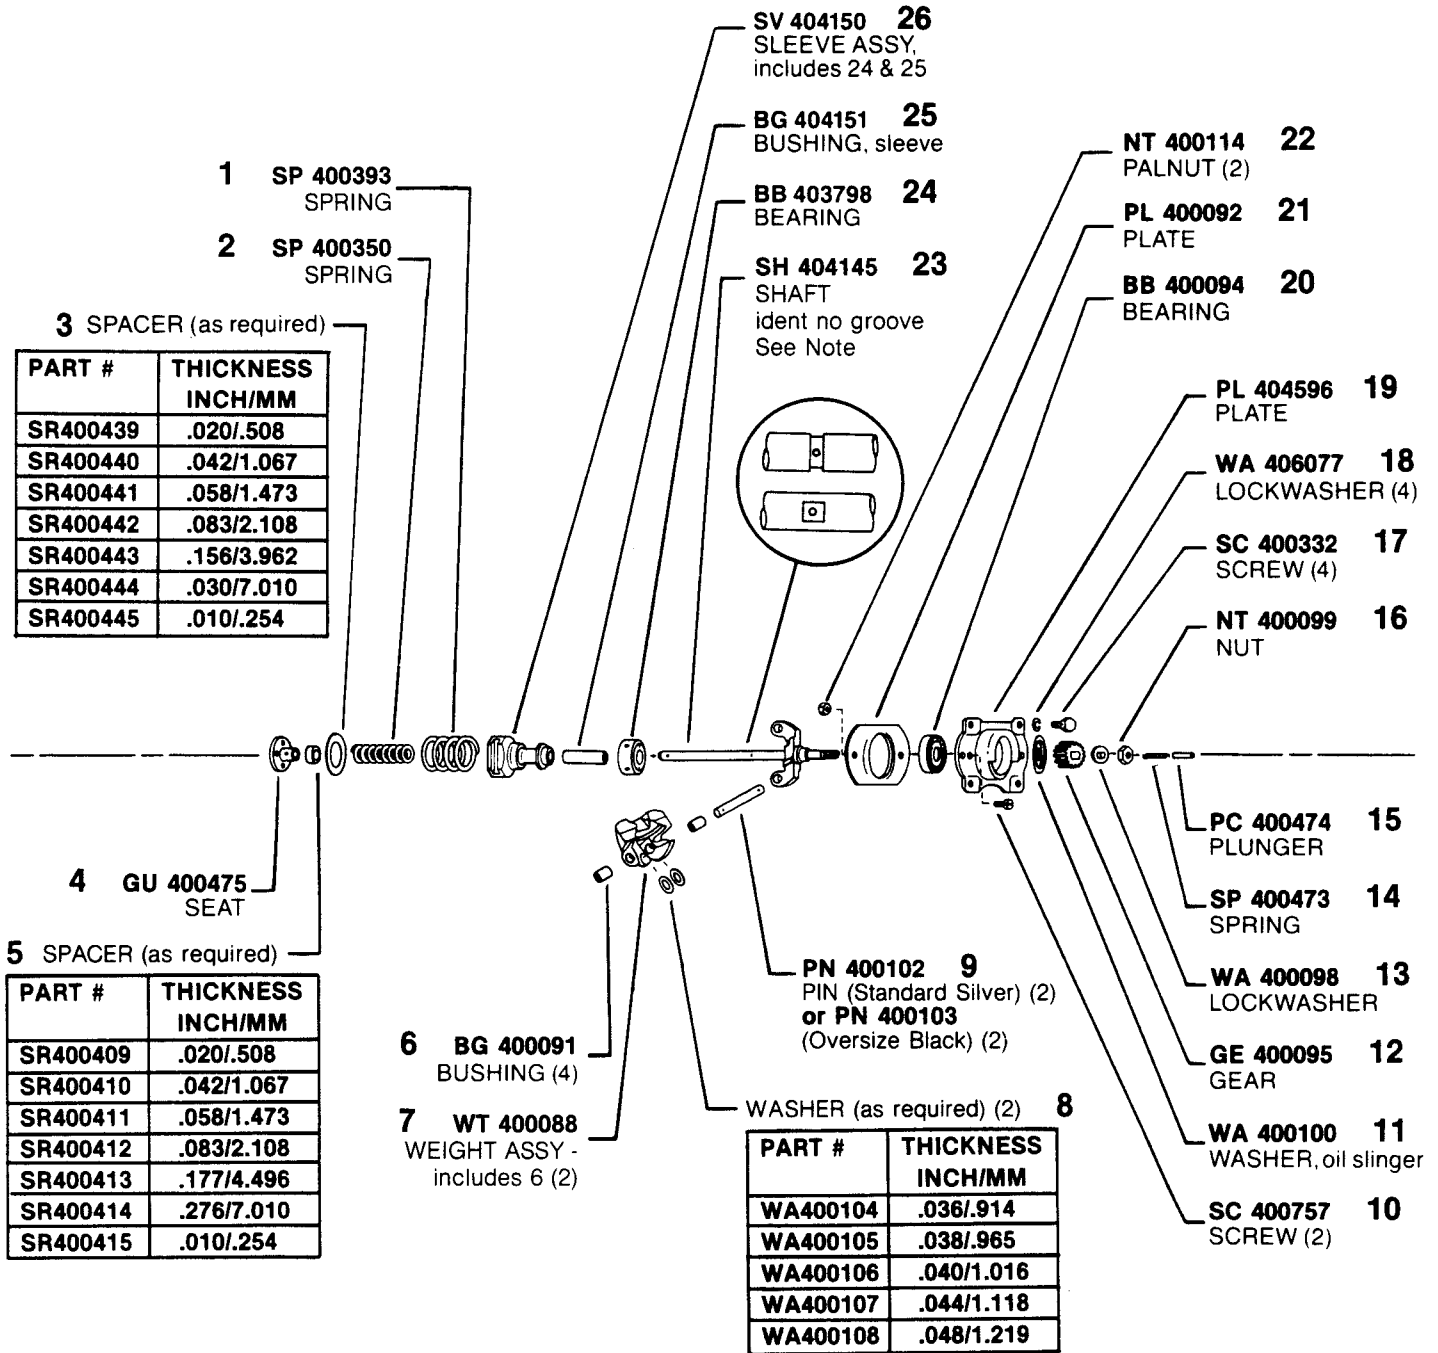 SV 404150 26
SLEEVE ASSY,
includes 24 & 25
BG 404151 25
BUSHING, sleeve
BB 403798 24
BEARING
SH 404145 23
SHAFT
ident no groove
See Note
1 SP 400393
SPRING
2 SP 400350
SPRING
3 SPACER (as required)
PART # THICKNESS
INCH/MM
SR400439 .020/.508
SR400440 .042/1.067
SR400441 .058/1.473
SR400442 .083/2.108
SR400443 .156/3.962
SR400444 .030/7.010
SR400445 .010/.254
NT 400114 22
PALNUT (2)
PL 400092 21
PLATE
BB 400094 20
BEARING
PL 404596 19
PLATE
WA 406077 18
LOCKWASHER (4)
SC 400332 17
SCREW (4)
NT 400099 16
NUT
4 GU 400475
SEAT
5 SPACER (as required)
PART # THICKNESS
INCH/MM
SR400409 .020/.508
SR400410 .042/1.067
SR400411 .058/1.473
SR400412 .083/2.108
SR400413 .177/4.496
SR400414 .276/7.010
SR400415 .010/.254
6 BG 400091
BUSHING (4)
7 WT 400088
WEIGHT ASSY -
includes 6 (2)
PN 400102 9
PIN (Standard Silver) (2)
or PN 400103
(Oversize Black) (2)
WASHER (as required) (2) 8
PART # THICKNESS
INCH/MM
WA400104 .036/.914
WA400105 .038/.965
WA400106 .040/1.016
WA400107 .044/1.118
WA400108 .048/1.219
PC 400474 15
PLUNGER
SP 400473 14
SPRING
WA 400098 13
LOCKWASHER
GE 400095 12
GEAR
WA 400100 11
WASHER, oil slinger
SC 400757 10
SCREW (2)